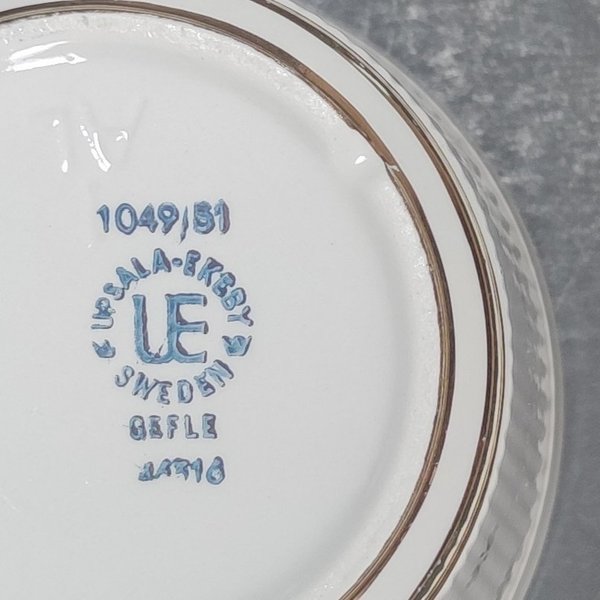 1049/51
UPSALA-EKEBY
UE
SWEDEN
GEFLE